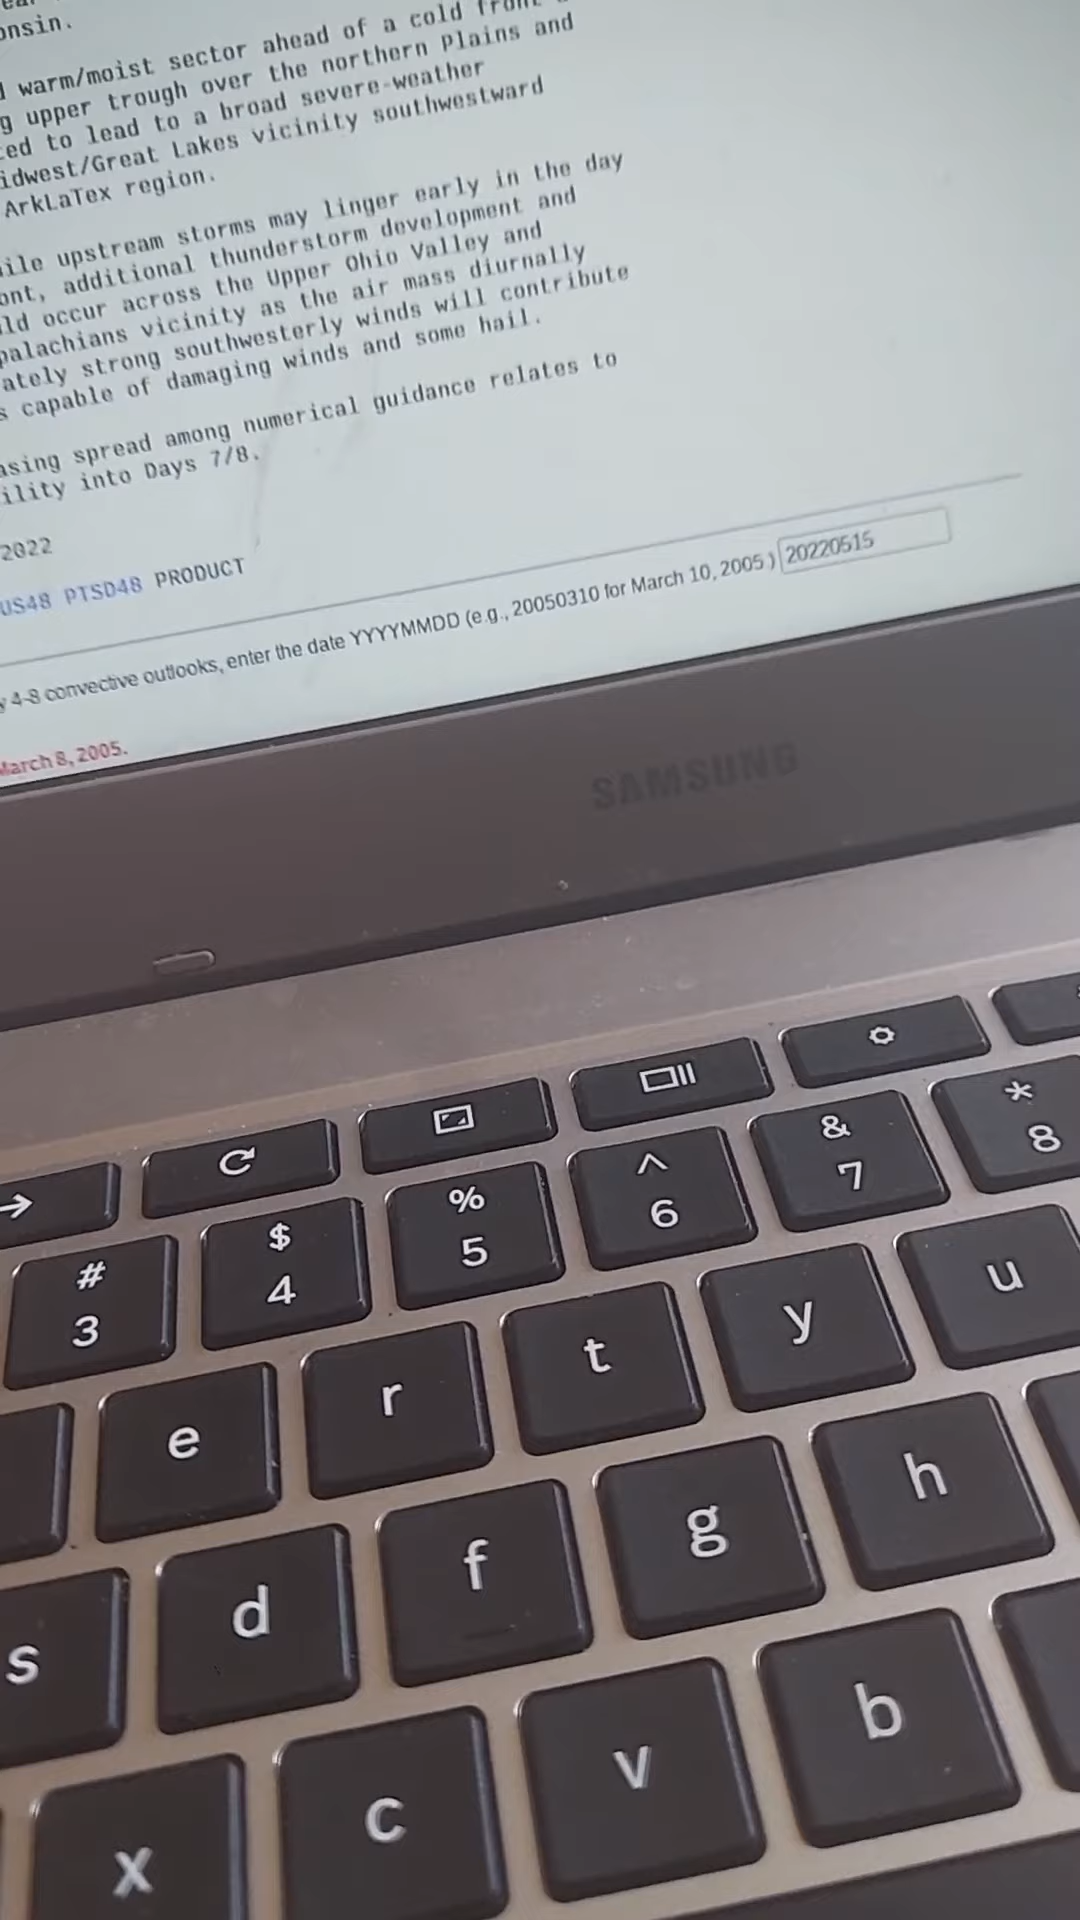 onsin.
warm/moist sector ahead of a cold front
g upper trough over the northern Plains and
ted to lead to a broad severe-weather
idwest/Great Lakes vicinity southwestward
ArkLaTex region.
ile upstream storms may linger early in the day
ont, additional thunderstorm development and
ld occur across the Upper Ohio Valley and
palachians vicinity as the air mass diurnally
ately strong southwesterly winds will contribute
s capable of damaging winds and some hail.
asing spread among numerical guidance relates to
ility into Days 7/8.
2022
US48 PTSD48 PRODUCT
y 4-8 convective outlooks, enter the date YYYYMMDD (e.g., 20050310 for March 10, 2005.) 20220515
March 8, 2005.
SAMSUNG
# $ % ^ & *
3 4 5 6 7 8
e r t y u
s d f g h
x c v b